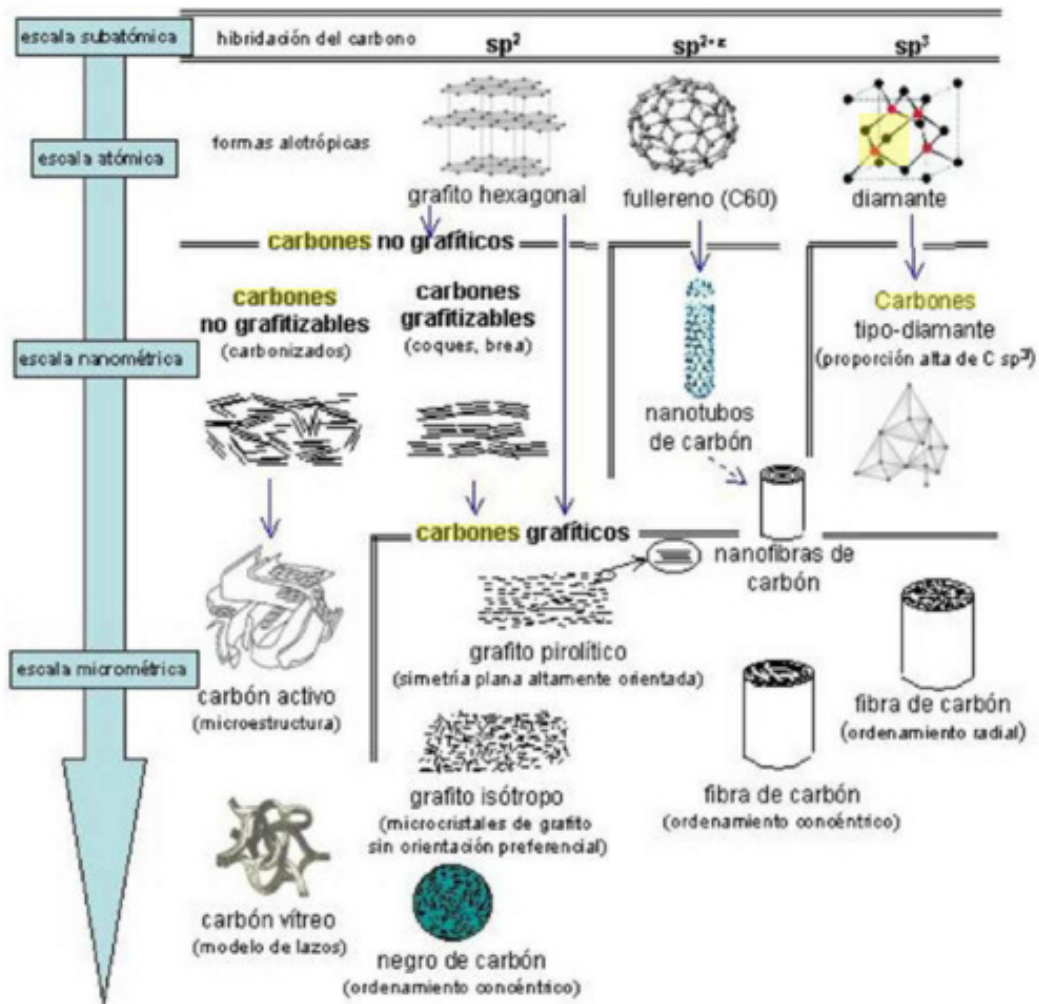 escala subatómica
hibridación del carbono
sp²
sp²⁺ᵋ
sp³
escala atómica
formas alotrópicas
grafito hexagonal
fullereno (C60)
diamante
carbones no grafíticos
carbones
no grafitizables
(carbonizados)
carbones
grafitizables
(coques, brea)
escala nanométrica
nanotubos
de carbón
Carbones
tipo-diamante
(proporción alta de C sp³)
carbones grafíticos
nanofibras de
carbón
grafito pirolítico
(simetría plana altamente orientada)
escala micrométrica
carbón activo
(microestructura)
fibra de carbón
(ordenamiento radial)
grafito isótropo
(microcristales de grafito
sin orientación preferencial)
fibra de carbón
(ordenamiento concéntrico)
carbón vítreo
(modelo de lazos)
negro de carbón
(ordenamiento concéntrico)